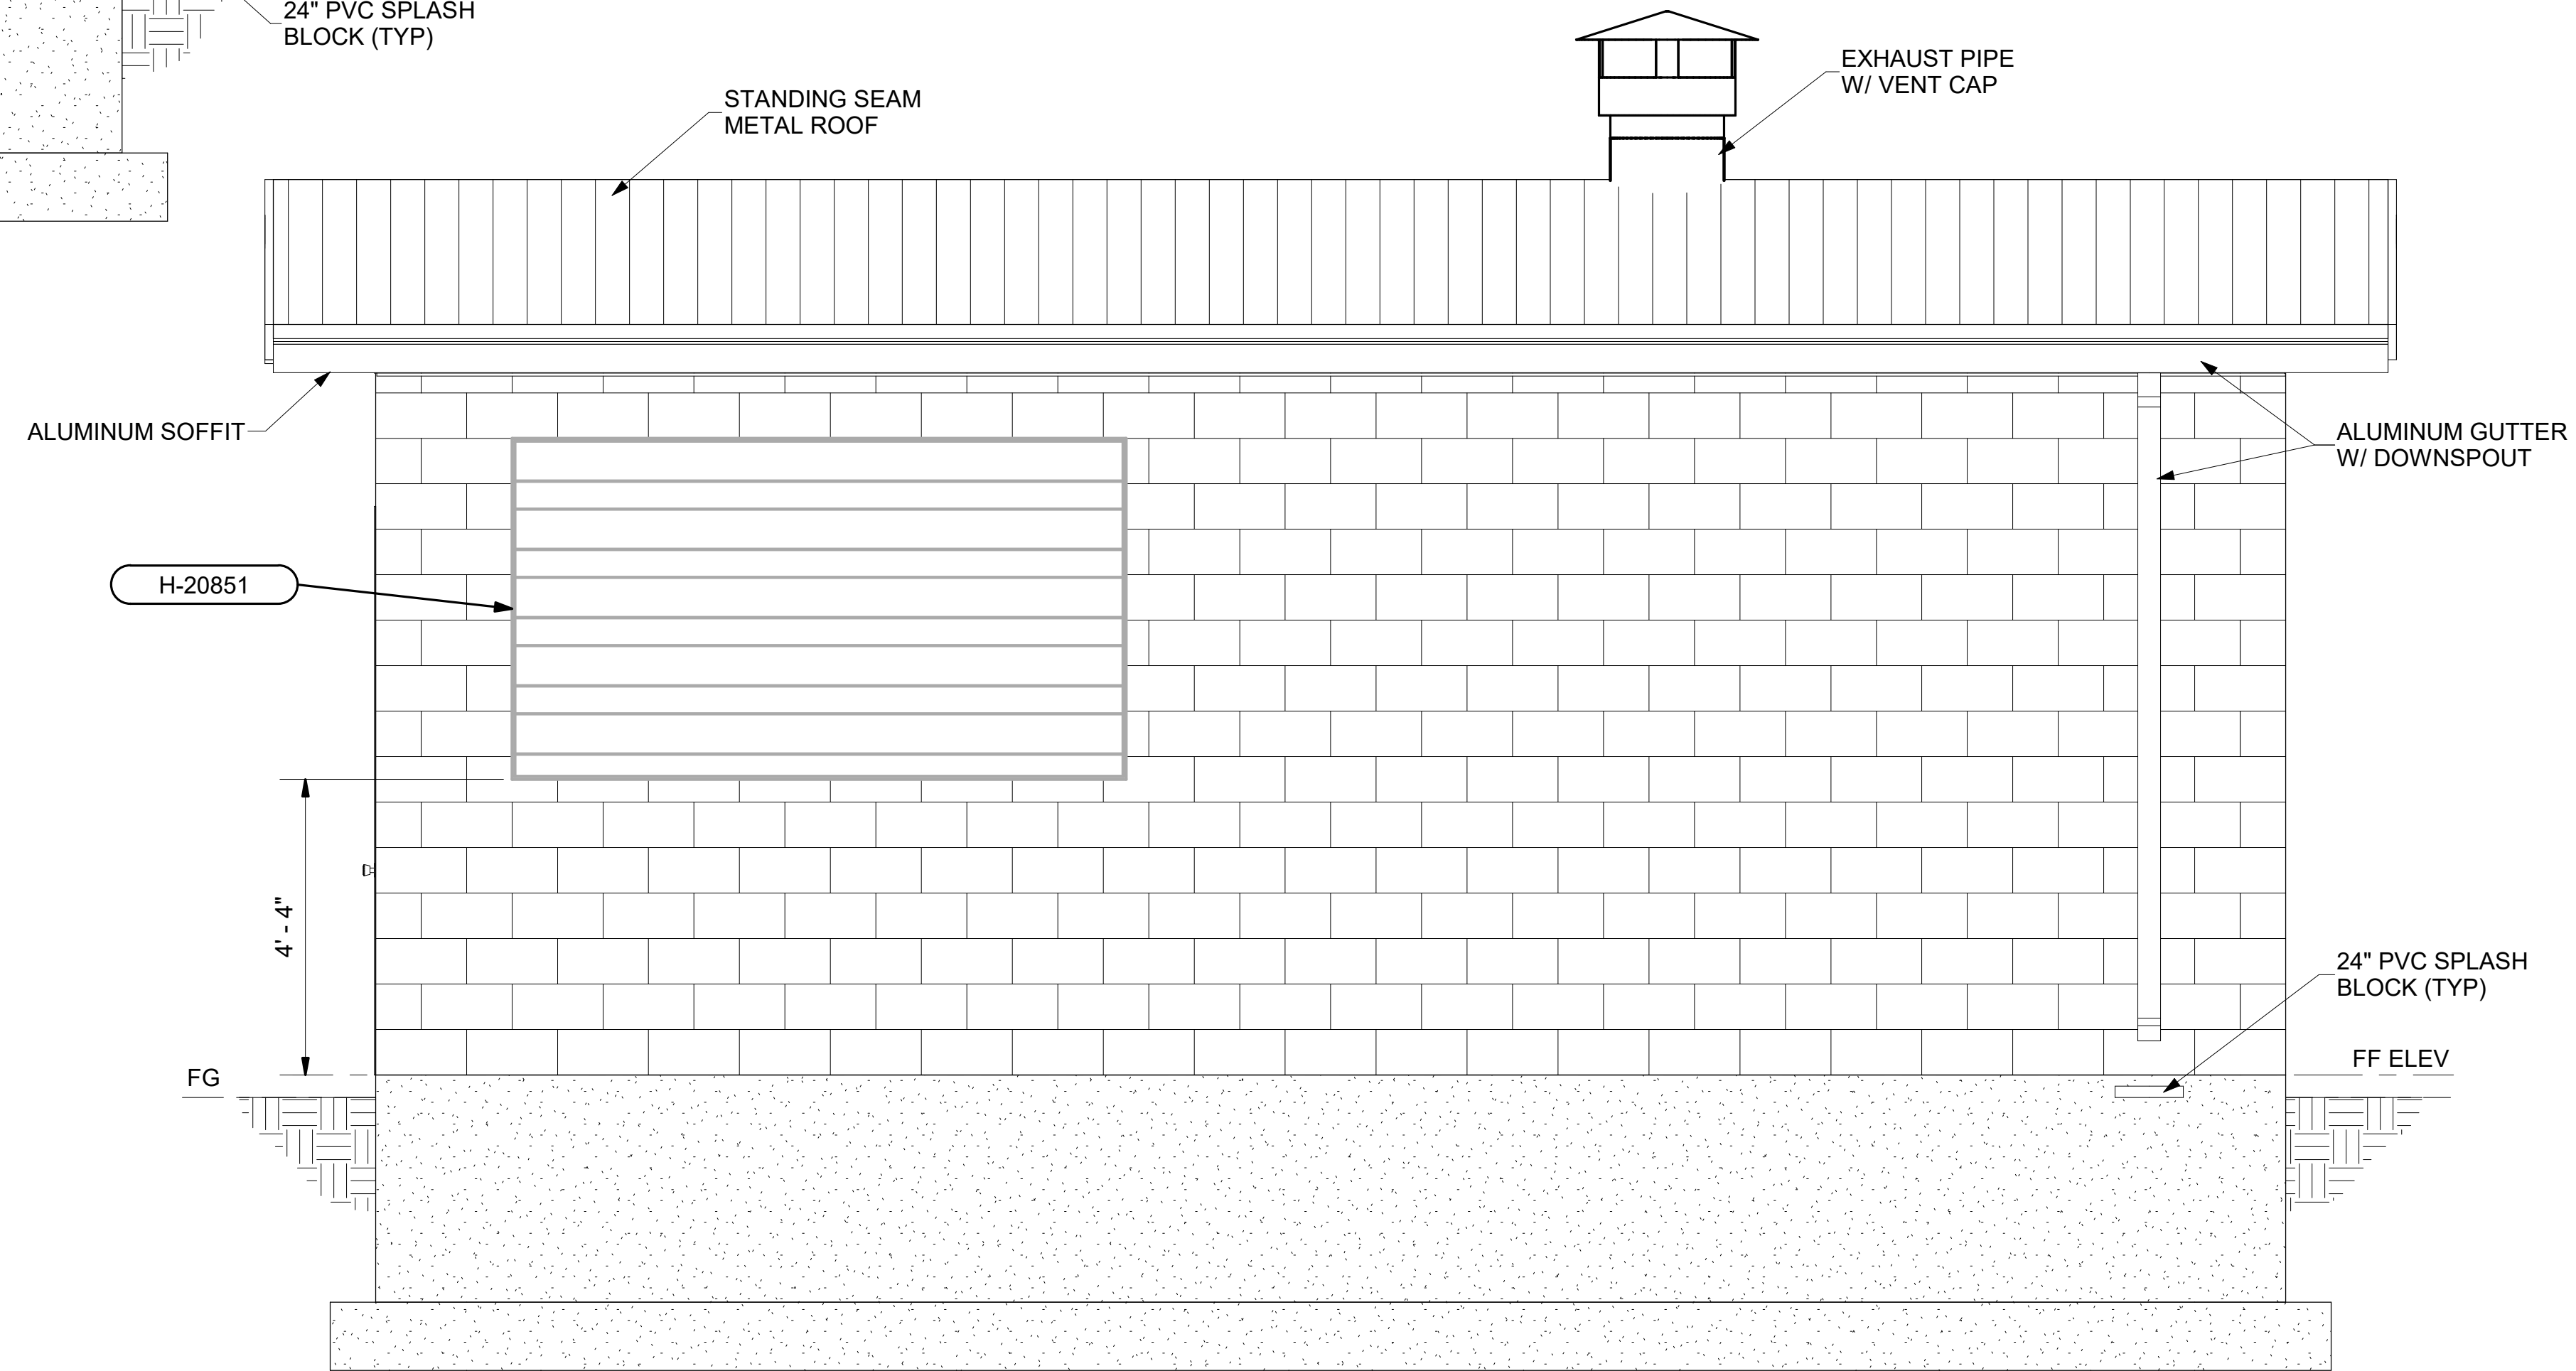 24" PVC SPLASH
BLOCK (TYP)
EXHAUST PIPE
W/ VENT CAP
STANDING SEAM
METAL ROOF
ALUMINUM SOFFIT
ALUMINUM GUTTER
W/ DOWNSPOUT
H-20851
4' - 4"
24" PVC SPLASH
BLOCK (TYP)
FG
FF ELEV